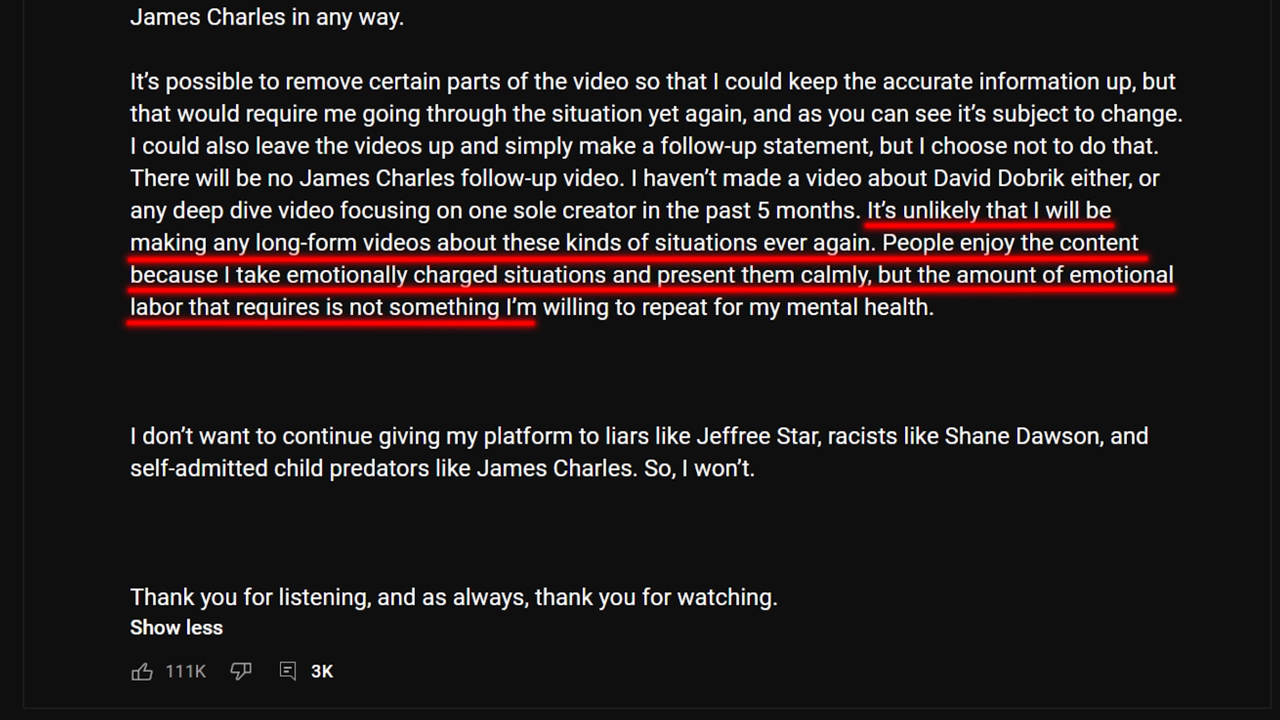 James Charles in any way.
It’s possible to remove certain parts of the video so that I could keep the accurate information up, but
that would require me going through the situation yet again, and as you can see it’s subject to change.
I could also leave the videos up and simply make a follow-up statement, but I choose not to do that.
There will be no James Charles follow-up video. I haven’t made a video about David Dobrik either, or
any deep dive video focusing on one sole creator in the past 5 months. It’s unlikely that I will be
making any long-form videos about these kinds of situations ever again. People enjoy the content
because I take emotionally charged situations and present them calmly, but the amount of emotional
labor that requires is not something I’m willing to repeat for my mental health.
I don’t want to continue giving my platform to liars like Jeffree Star, racists like Shane Dawson, and
self-admitted child predators like James Charles. So, I won’t.
Thank you for listening, and as always, thank you for watching.
Show less
111K 3K